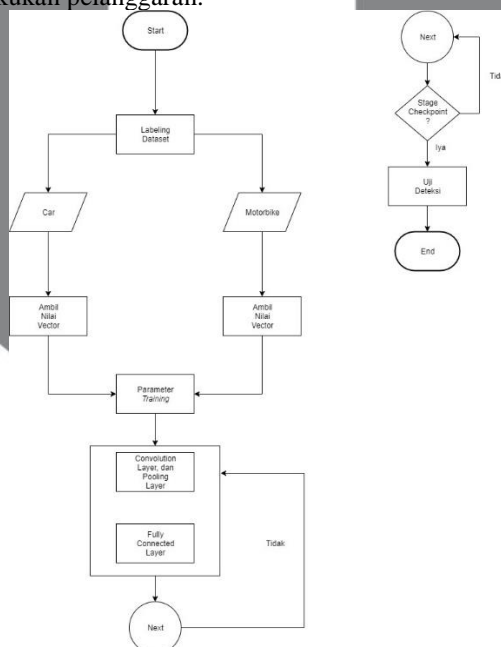 pelanggaran.
Start
Labeling
Dataset
Car
Motorbike
Ambil
Nilai
Vector
Ambil
Nilai
Vector
Parameter
Training
Convolution
Layer, dan
Pooling
Layer
Fully
Connected
Layer
Tidak
Next
Next
Stage
Checkpoint
?
Iya
Uji
Deteksi
End